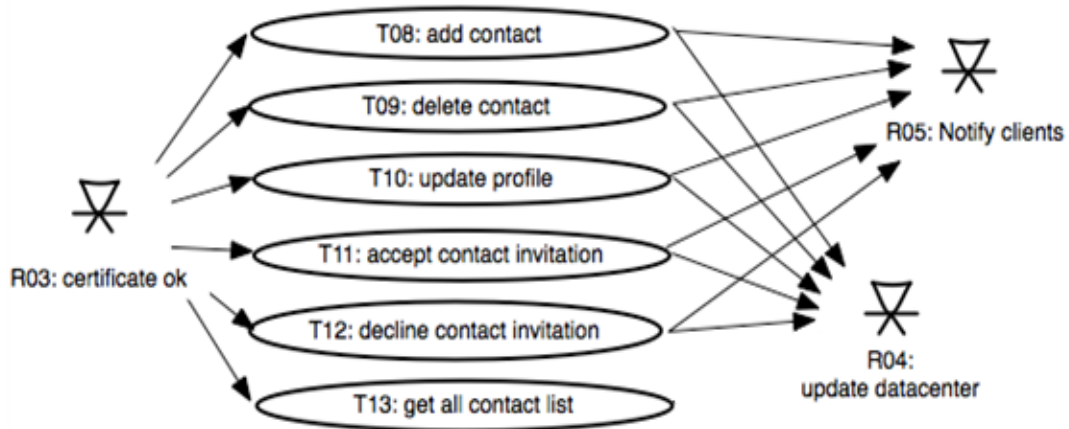 T08: add contact
T09: delete contact
R05: Notify clients
T10: update profile
T11: accept contact invitation
R03: certificate ok
T12: decline contact invitation
R04:
update datacenter
T13: get all contact list